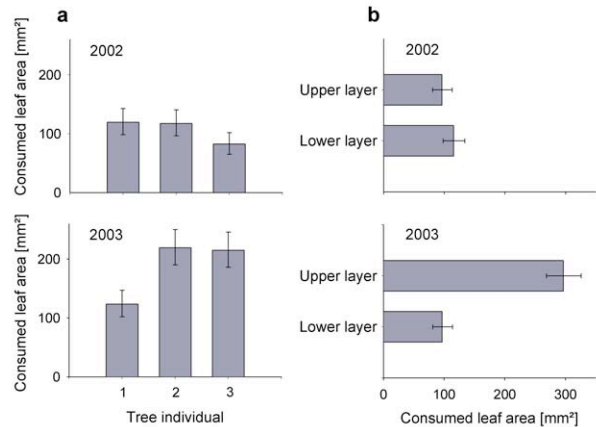 a
b
2002
Consumed leaf area [mm²]
200
100
0
2003
Consumed leaf area [mm²]
200
100
0
1 2 3
Tree individual
2002
Upper layer
Lower layer
2003
Upper layer
Lower layer
0 100 200 300
Consumed leaf area [mm²]